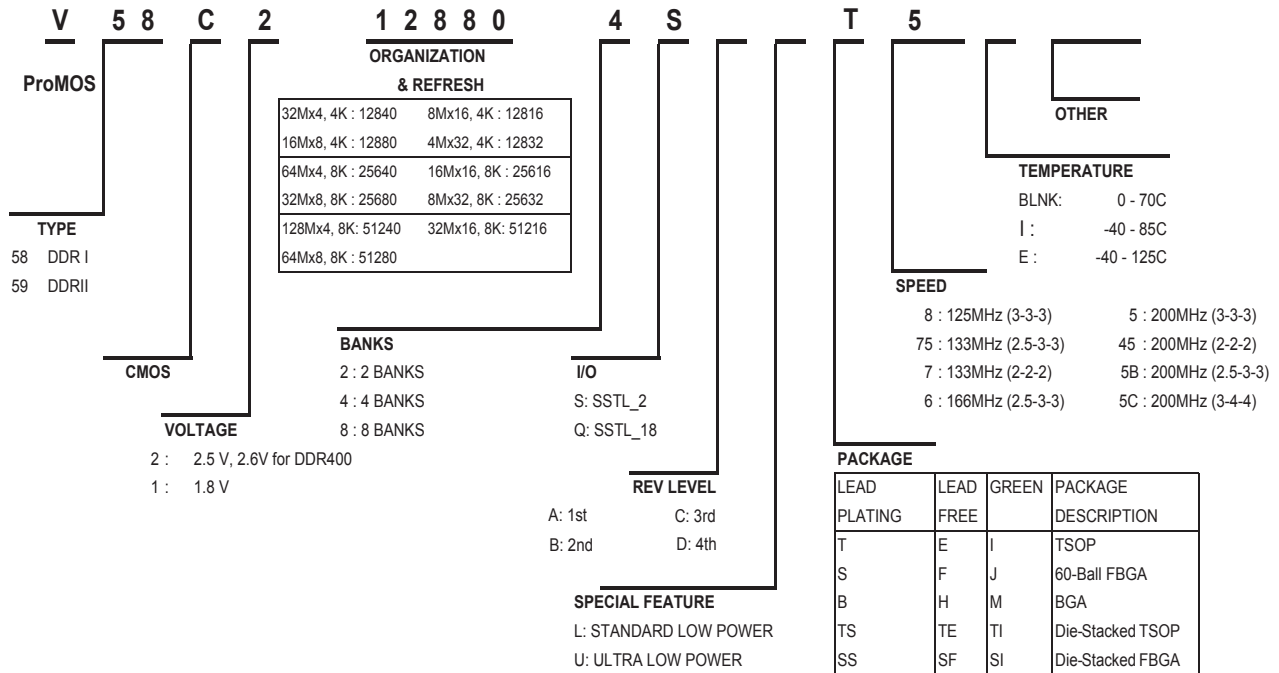 V 58 C 2 12880 4 S T 5
ORGANIZATION
& REFRESH
ProMOS
32Mx4, 4K : 12840 8Mx16, 4K : 12816
16Mx8, 4K : 12880 4Mx32, 4K : 12832
64Mx4, 8K : 25640 16Mx16, 8K : 25616
32Mx8, 8K : 25680 8Mx32, 8K : 25632
128Mx4, 8K: 51240 32Mx16, 8K: 51216
64Mx8, 8K : 51280
OTHER
TEMPERATURE
BLNK: 0 - 70C
I : -40 - 85C
E : -40 - 125C
TYPE
58 DDR I
59 DDRII
SPEED
8 : 125MHz (3-3-3) 5 : 200MHz (3-3-3)
75 : 133MHz (2.5-3-3) 45 : 200MHz (2-2-2)
7 : 133MHz (2-2-2) 5B : 200MHz (2.5-3-3)
6 : 166MHz (2.5-3-3) 5C : 200MHz (3-4-4)
BANKS
2 : 2 BANKS
4 : 4 BANKS
8 : 8 BANKS
I/O
S: SSTL_2
Q: SSTL_18
CMOS
VOLTAGE
2 : 2.5 V, 2.6V for DDR400
1 : 1.8 V
REV LEVEL
A: 1st C: 3rd
B: 2nd D: 4th
SPECIAL FEATURE
L: STANDARD LOW POWER
U: ULTRA LOW POWER
PACKAGE
LEAD LEAD GREEN PACKAGE
PLATING FREE DESCRIPTION
T E I TSOP
S F J 60-Ball FBGA
B H M BGA
TS TE TI Die-Stacked TSOP
SS SF SI Die-Stacked FBGA